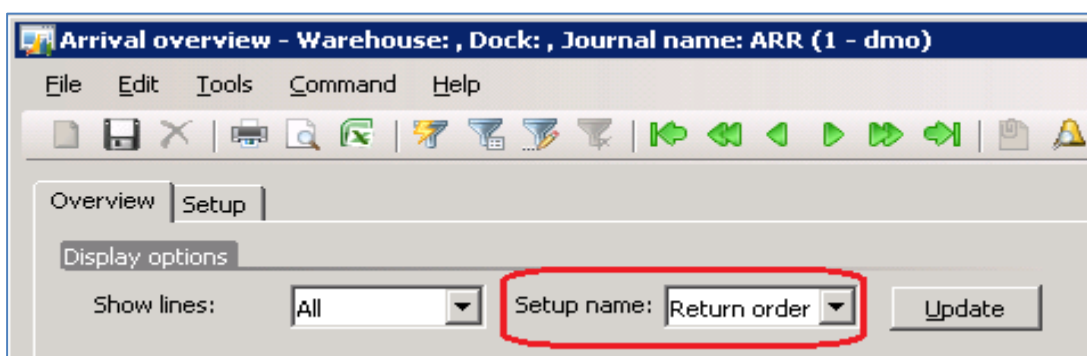 Arrival overview - Warehouse: , Dock: , Journal name: ARR (1 - dmo)
File Edit Tools Command Help
Overview Setup
Display options
Show lines: All Setup name: Return order Update